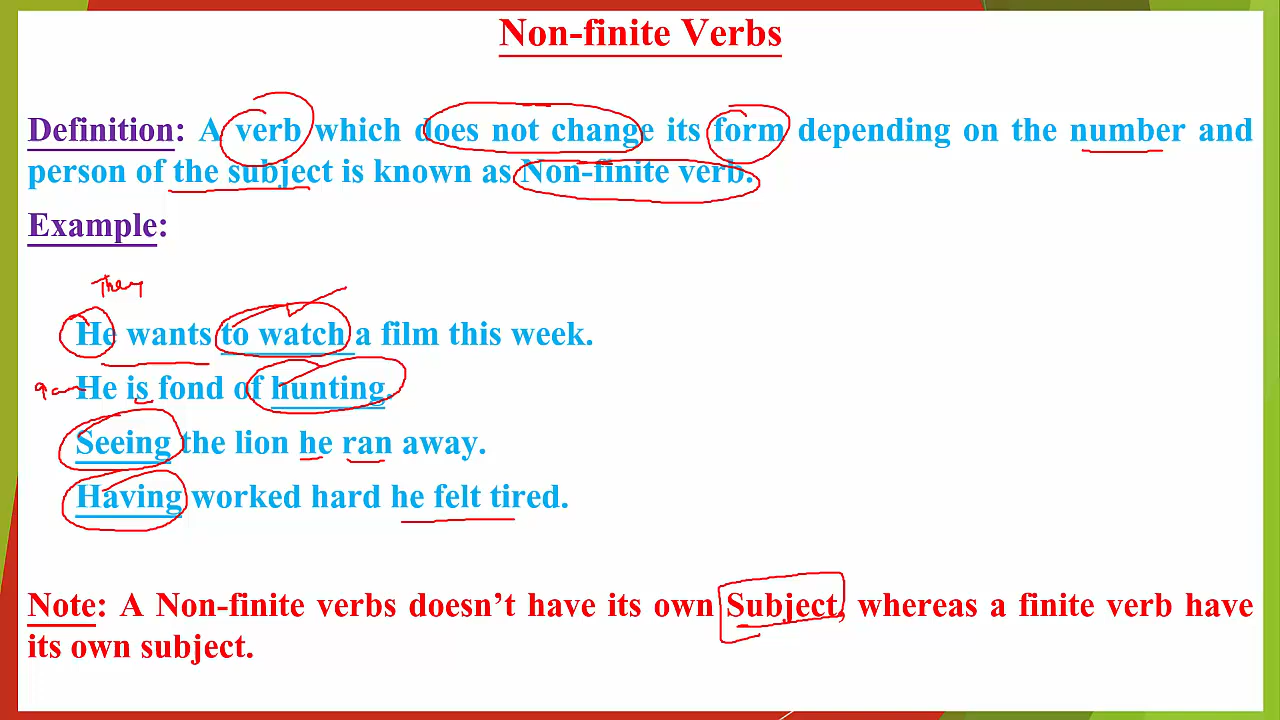 Non-finite Verbs
Definition: A verb which does not change its form depending on the number and
person of the subject is known as Non-finite verb.
Example:
They
He wants to watch a film this week.
He is fond of hunting.
Seeing the lion he ran away.
Having worked hard he felt tired.
Note: A Non-finite verbs doesn't have its own Subject, whereas a finite verb have
its own subject.